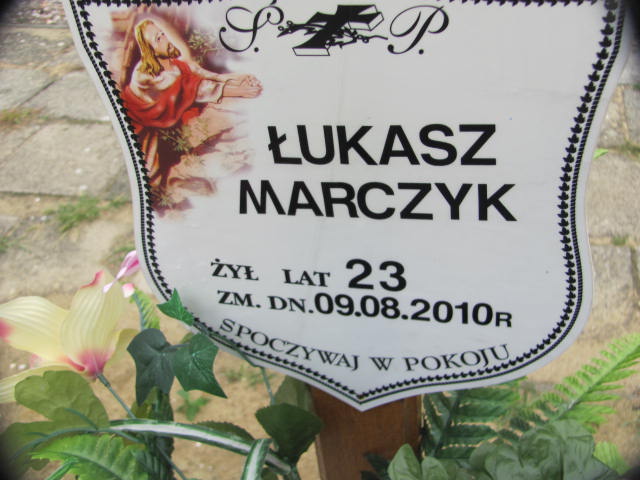 Ś. P.
ŁUKASZ
MARCZYK
ŻYŁ LAT 23
ZM. DN. 09.08.2010R
SPOCZYWAJ W POKOJU